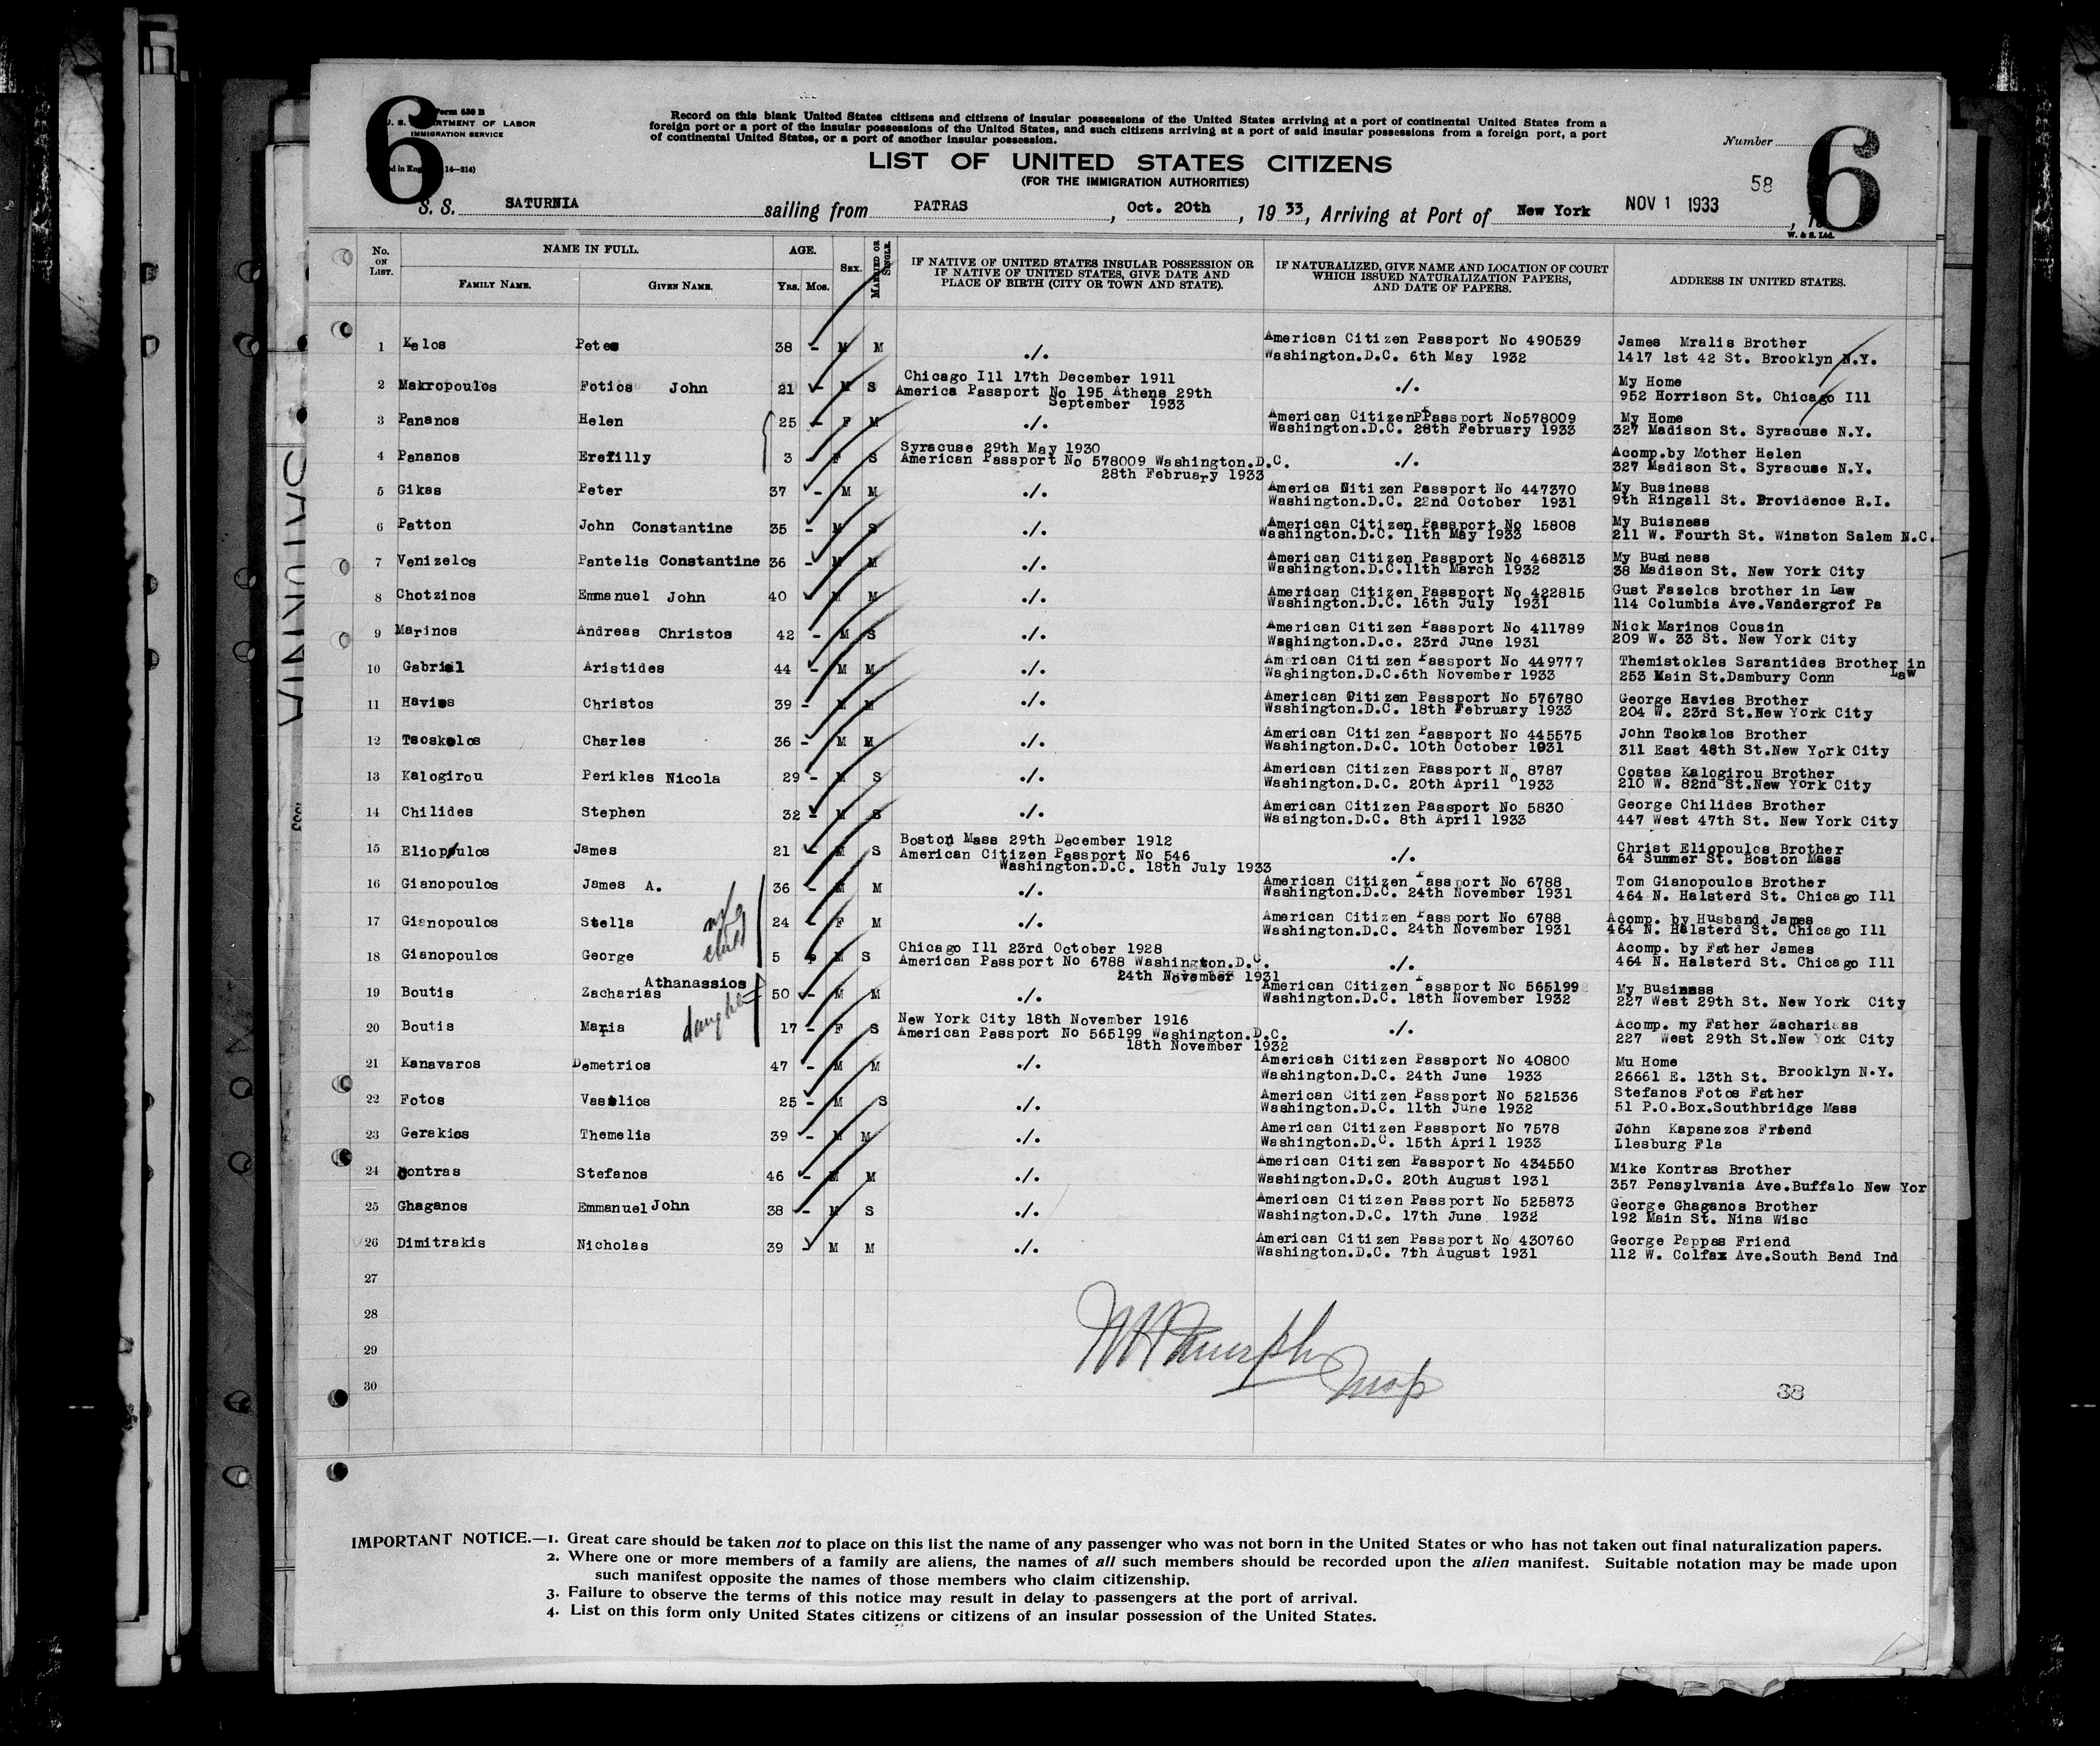 6
Form 630 B
U. S. DEPARTMENT OF LABOR
IMMIGRATION SERVICE
Record on this blank United States citizens and citizens of insular possessions of the United States arriving at a port of continental United States from a
foreign port or a port of the insular possessions of the United States, and such citizens arriving at a port of said insular possessions from a foreign port, a port
of continental United States, or a port of another insular possession.
Number
6
LIST OF UNITED STATES CITIZENS
(FOR THE IMMIGRATION AUTHORITIES)
58
S. S. SATURNIA sailing from PATRAS, Oct. 20th, 19 33, Arriving at Port of New York NOV 1 1933
W. & S. Ltd.
No. ON LIST. NAME IN FULL. AGE. SEX. MARRIED OR SINGLE. IF NATIVE OF UNITED STATES INSULAR POSSESSION OR IF NATIVE OF UNITED STATES, GIVE DATE AND PLACE OF BIRTH (CITY OR TOWN AND STATE). IF NATURALIZED, GIVE NAME AND LOCATION OF COURT WHICH ISSUED NATURALIZATION PAPERS, AND DATE OF PAPERS. ADDRESS IN UNITED STATES.
FAMILY NAME. GIVEN NAME. Yrs. Mos.
1 Kalos Petes 38 - M M ./. American Citizen Passport No 490539 James Mralis Brother
Washington.D.C. 6th May 1932 1417 1st 42 St. Brooklyn N.Y.
2 Makropoulos Fotios John 21 - M S Chicago Ill 17th December 1911 ./. My Home
America Passport No 195 Athens 29th 952 Horrison St. Chicago Ill
September 1933
3 Pananos Helen 25 - F M ./. American Citizen Passport No578009 My Home
Washington.D.C. 28th February 1933 327 Madison St. Syracuse N.Y.
4 Pananos Erefilly 3 - F S Syracuse 29th May 1930 ./. Acomp.by Mother Helen
American Passport No 578009 Washington.D.C. 327 Madison St. Syracuse N.Y.
28th February 1933
5 Gikas Peter 37 - M M ./. America Nitizen Passport No 447370 My Business
Washington.D.C. 22nd October 1931 9th Ringall St. Providence R.I.
6 Patton John Constantine 35 - M S ./. American Citizen Passport No 15808 My Buisness
Washington.D.C. 11th May 1933 211 W. Fourth St. Winston Salem N.C.
7 Venizelos Pantelis Constantine 36 - M M ./. American Citizen Passport No 468313 My Business
Washington.D.C.11th March 1932 38 Madison St. New York City
8 Chotzinos Emmanuel John 40 - M M ./. American Citizen Passport No 422815 Gust Fazelos brother in Law
Washington.D.C. 16th July 1931 114 Columbia Ave.Vandergrof Pa
9 Marinos Andreas Christos 42 - M S ./. American Citizen Passport No 411789 Nick Marinos Cousin
Washington.D.c. 23rd June 1931 209 W. 33 St. New York City
10 Gabrial Aristides 44 - M M ./. American Citizen Passport No 449777 Themistokles Sarantides Brother in Law
Washington.D.C.6th November 1933 253 Main St.Dambury Conn
11 Havies Christos 39 - M M ./. American Citizen Passport No 576780 George Havies Brother
Washington.D.C. 18th February 1933 204 W. 23rd St.New York City
12 Tsoskolos Charles 36 - M M ./. American Citizen Passport No 445575 John Tsokalos Brother
Washington.D.C. 10th October 1931 311 East 48th St.New York City
13 Kalogirou Perikles Nicola 29 - M S ./. American Citizen Passport No 8787 Costas Kalogirou Brother
Washington.D.C. 20th April 1933 210 W. 82nd St.New York City
14 Chilides Stephen 32 - M S ./. American Citizen Passport No 5830 George Chilides Brother
Wasington.D.C. 8th April 1933 447 West 47th St. New York City
15 Eliopoulos James 21 - M S Boston Mass 29th December 1912 ./. Christ Eliopoulos Brother
American Citizen Passport No 546 64 Summer St. Boston Mass
Washington.D.C. 18th July 1933
16 Gianopoulos James A. 36 - M M ./. American Citizen Passport No 6788 Tom Gianopoulos Brother
Washington.D.C. 24th November 1931 464 N. Halsterd St. Chicago Ill
17 Gianopoulos Stella 24 - F M ./. American Citizen Passport No 6788 Acomp. by Husband James
Washington.D.C. 24th November 1931 464 N. Halsterd St. Chicago Ill
18 Gianopoulos George 5 - M S Chicago Ill 23rd October 1928 ./. Acomp. by Father James
American Passport No 6788 Washington.D.C. 464 N. Halsterd St. Chicago Ill
24th November 1931
19 Boutis Zacharias Athanassios 50 - M M ./. American Citizen Passport No 565199 My Business
Washington.D.C. 18th November 1932 227 West 29th St. New York City
20 Boutis Maria daughter 17 - F S New York City 18th November 1916 ./. Acomp. my Father Zachariaas
American Passport No 565199 Washington.D.C. 227 West 29th St.New York City
18th November 1932
21 Kanavaros Demetrios 47 - M M ./. American Citizen Passport No 40800 Mu Home
Washington.D.C. 24th June 1933 26661 E. 13th St. Brooklyn N.Y.
22 Fotos Vasilios 25 - M S ./. American Citizen Passport No 521536 Stefanos Fotos Father
Washington.D.C. 11th June 1932 51 P.O.Box.Southbridge Mass
23 Gerakios Themelis 39 - M M ./. American Citizen Passport No 7578 John Kapanezos Friend
Washington.D.C. 15th April 1933 Llesburg Fla
24 Contras Stefanos 46 - M M ./. American Citizen Passport No 434550 Mike Kontras Brother
Washington.D.C. 20th August 1931 357 Pensylvania Ave.Buffalo New Yor
25 Ghaganos Emmanuel John 38 - M S ./. American Citizen Passport No 525873 George Ghaganos Brother
Washington.D.C. 17th June 1932 192 Main St. Nina Wisc
26 Dimitrakis Nicholas 39 - M M ./. American Citizen Passport No 430760 George Pappas Friend
Washington.D.C. 7th August 1931 112 W. Colfax Ave.South Bend Ind
27
28
29
30
38
IMPORTANT NOTICE.—1. Great care should be taken not to place on this list the name of any passenger who was not born in the United States or who has not taken out final naturalization papers.
2. Where one or more members of a family are aliens, the names of all such members should be recorded upon the alien manifest. Suitable notation may be made upon
such manifest opposite the names of those members who claim citizenship.
3. Failure to observe the terms of this notice may result in delay to passengers at the port of arrival.
4. List on this form only United States citizens or citizens of an insular possession of the United States.